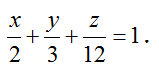 x/2 + y/3 + z/12 = 1.